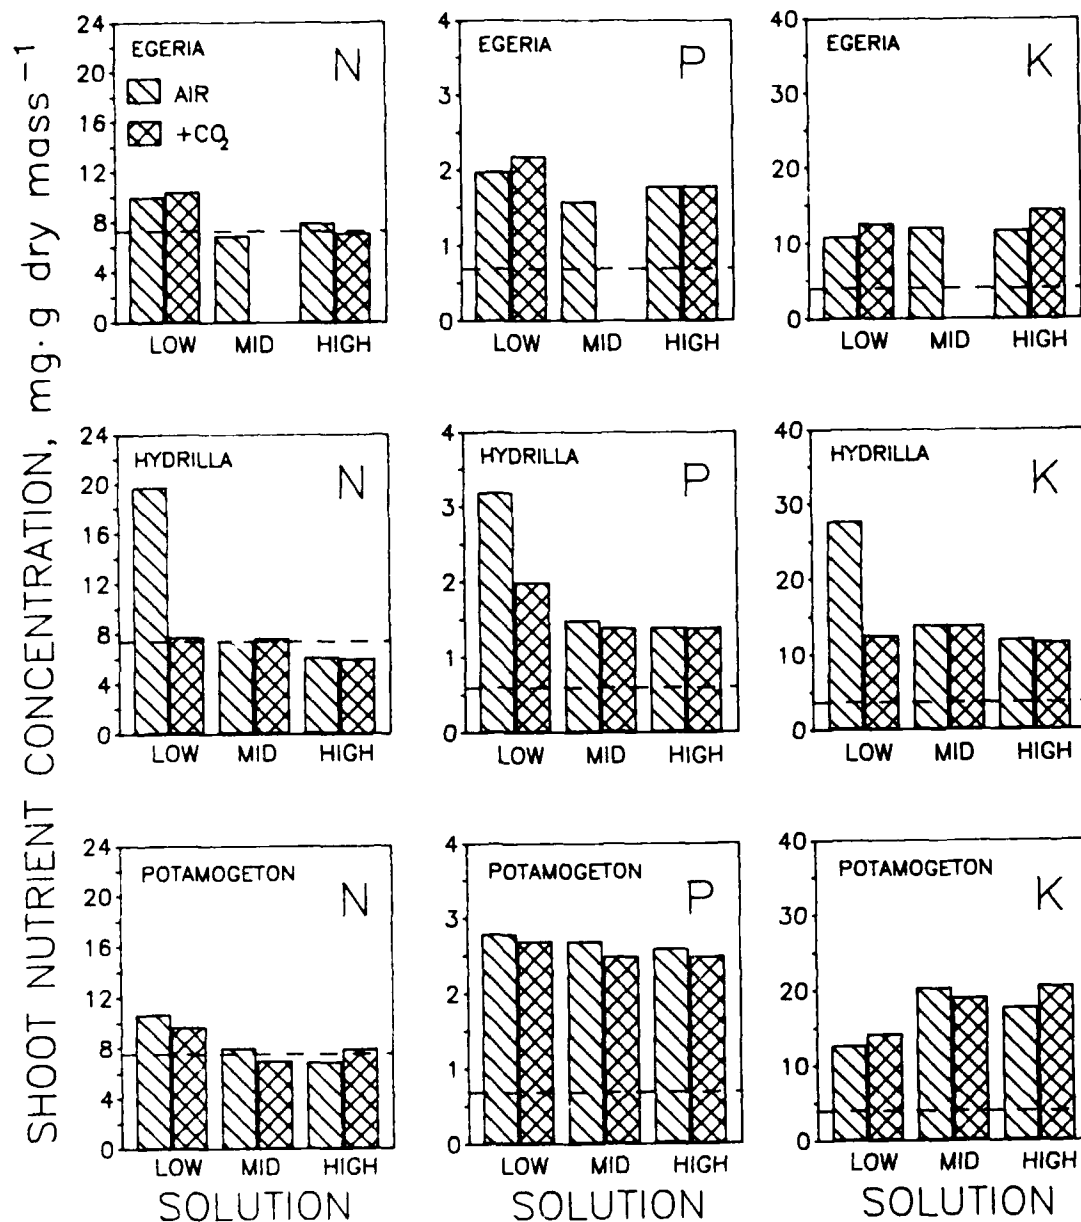 SHOOT NUTRIENT CONCENTRATION, mg·g dry mass⁻¹
24
20
16
12
8
4
0
EGERIA
N
AIR
+CO₂
LOW MID HIGH
4
3
2
1
0
EGERIA
P
LOW MID HIGH
40
30
20
10
0
EGERIA
K
LOW MID HIGH
24
20
16
12
8
4
0
HYDRILLA
N
LOW MID HIGH
4
3
2
1
0
HYDRILLA
P
LOW MID HIGH
40
30
20
10
0
HYDRILLA
K
LOW MID HIGH
24
20
16
12
8
4
0
POTAMOGETON
N
LOW MID HIGH
SOLUTION
4
3
2
1
0
POTAMOGETON
P
LOW MID HIGH
SOLUTION
40
30
20
10
0
POTAMOGETON
K
LOW MID HIGH
SOLUTION